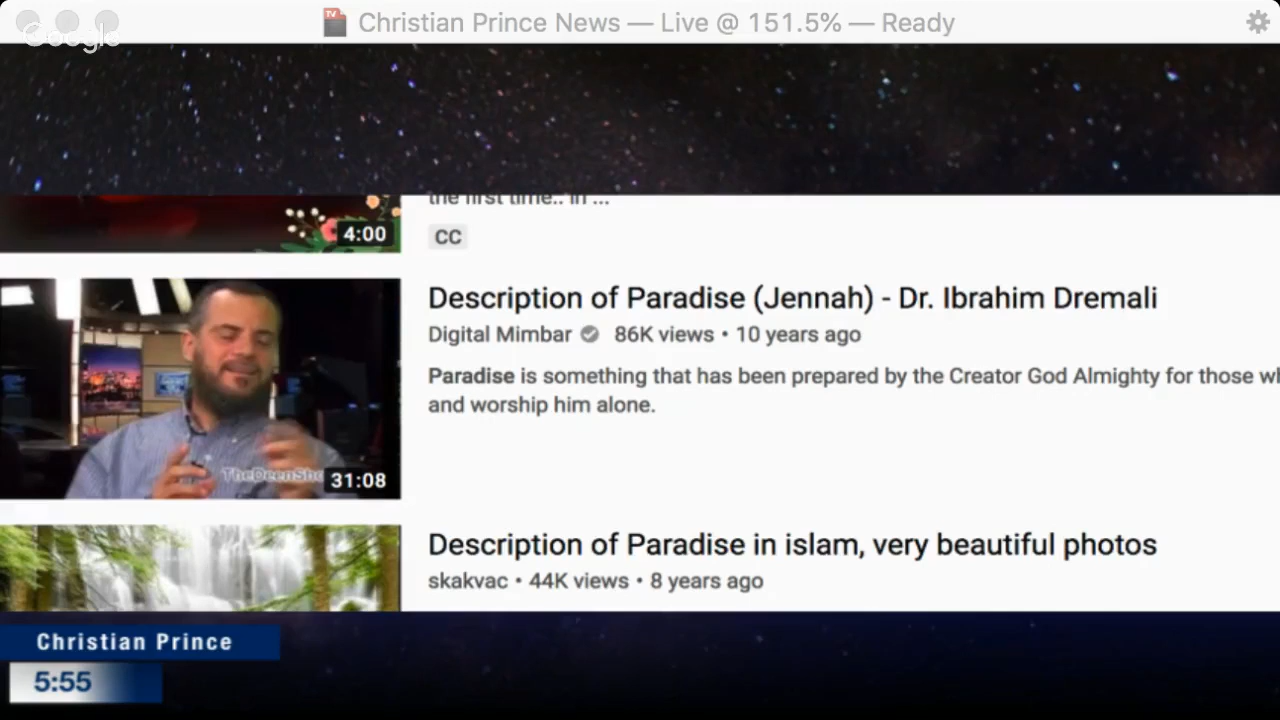 Christian Prince News — Live @ 151.5% — Ready
Google
the first time.. in ...
4:00
CC
Description of Paradise (Jennah) - Dr. Ibrahim Dremali
Digital Mimbar 86K views • 10 years ago
Paradise is something that has been prepared by the Creator God Almighty for those
and worship him alone.
TheDeenSho
31:08
Description of Paradise in islam, very beautiful photos
skakvac • 44K views • 8 years ago
Christian Prince
5:55